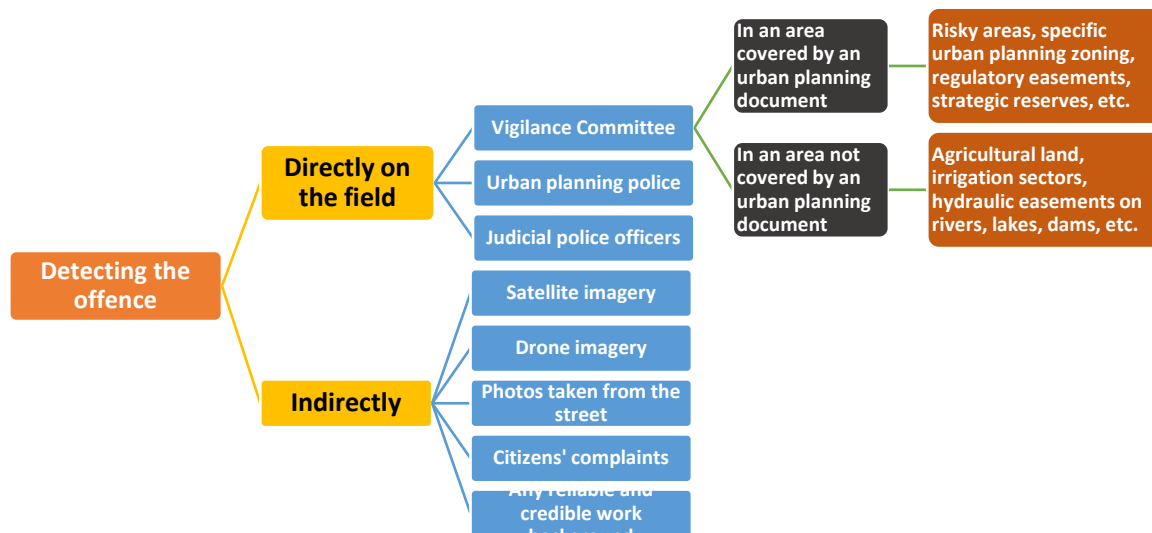 Detecting the
offence
Directly on
the field
Indirectly
Vigilance Committee
Urban planning police
Judicial police officers
Satellite imagery
Drone imagery
Photos taken from the
street
Citizens' complaints
Any reliable and
credible work
In an area
covered by an
urban planning
document
In an area not
covered by an
urban planning
document
Risky areas, specific
urban planning zoning,
regulatory easements,
strategic reserves, etc.
Agricultural land,
irrigation sectors,
hydraulic easements on
rivers, lakes, dams, etc.